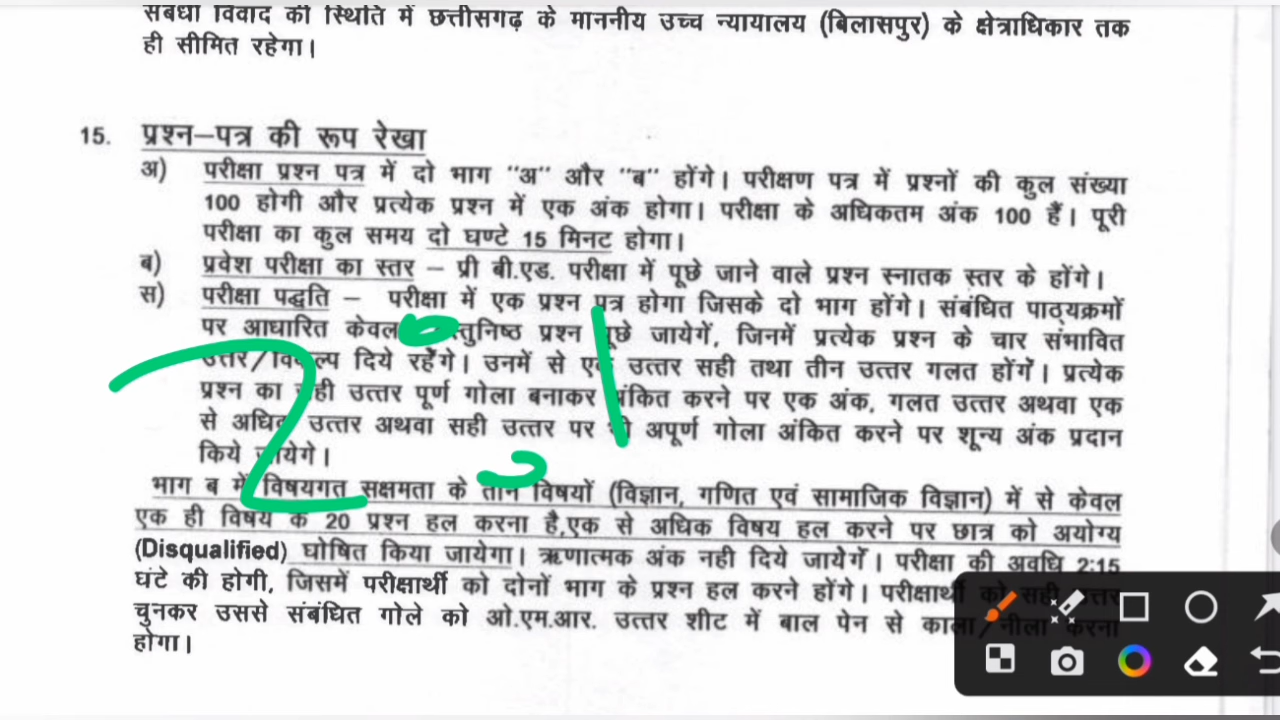 संबंधी विवाद की स्थिति में छत्तीसगढ़ के माननीय उच्च न्यायालय (बिलासपुर) के क्षेत्राधिकार तक
ही सीमित रहेगा।
15. प्रश्न–पत्र की रूप रेखा
अ) परीक्षा प्रश्न पत्र में दो भाग "अ" और "ब" होंगे। परीक्षण पत्र में प्रश्नों की कुल संख्या
100 होगी और प्रत्येक प्रश्न में एक अंक होगा। परीक्षा के अधिकतम अंक 100 हैं। पूरी
परीक्षा का कुल समय दो घण्टे 15 मिनट होगा।
ब) प्रवेश परीक्षा का स्तर – प्री बी.एड. परीक्षा में पूछे जाने वाले प्रश्न स्नातक स्तर के होंगे।
स) परीक्षा पद्धति – परीक्षा में एक प्रश्न पत्र होगा जिसके दो भाग होंगे। संबंधित पाठ्यक्रमों
पर आधारित केवल प्रश्न पूछे जायेगें, जिनमें प्रत्येक प्रश्न के चार संभावित
उत्तर/विकल्प दिये रहेंगे। उनमें से एक उत्तर सही तथा तीन उत्तर गलत होंगें। प्रत्येक
प्रश्न का सही उत्तर पूर्ण गोला बनाकर अंकित करने पर एक अंक, गलत उत्तर अथवा एक
से अधिक उत्तर अथवा सही उत्तर पर भी अपूर्ण गोला अंकित करने पर शून्य अंक प्रदान
किये जायेगे।
भाग ब में विषयगत सक्षमता के तीन विषयों (विज्ञान, गणित एवं सामाजिक विज्ञान) में से केवल
एक ही विषय के 20 प्रश्न हल करना है,एक से अधिक विषय हल करने पर छात्र को अयोग्य
(Disqualified) घोषित किया जायेगा। ऋणात्मक अंक नही दिये जायेगें। परीक्षा की अवधि 2:15
घंटे की होगी, जिसमें परीक्षार्थी को दोनों भाग के प्रश्न हल करने होंगे। परीक्षार्थी को सही उत्तर
चुनकर उससे संबंधित गोले को ओ.एम.आर. उत्तर शीट में बाल पेन से काला/नीला करना
होगा।